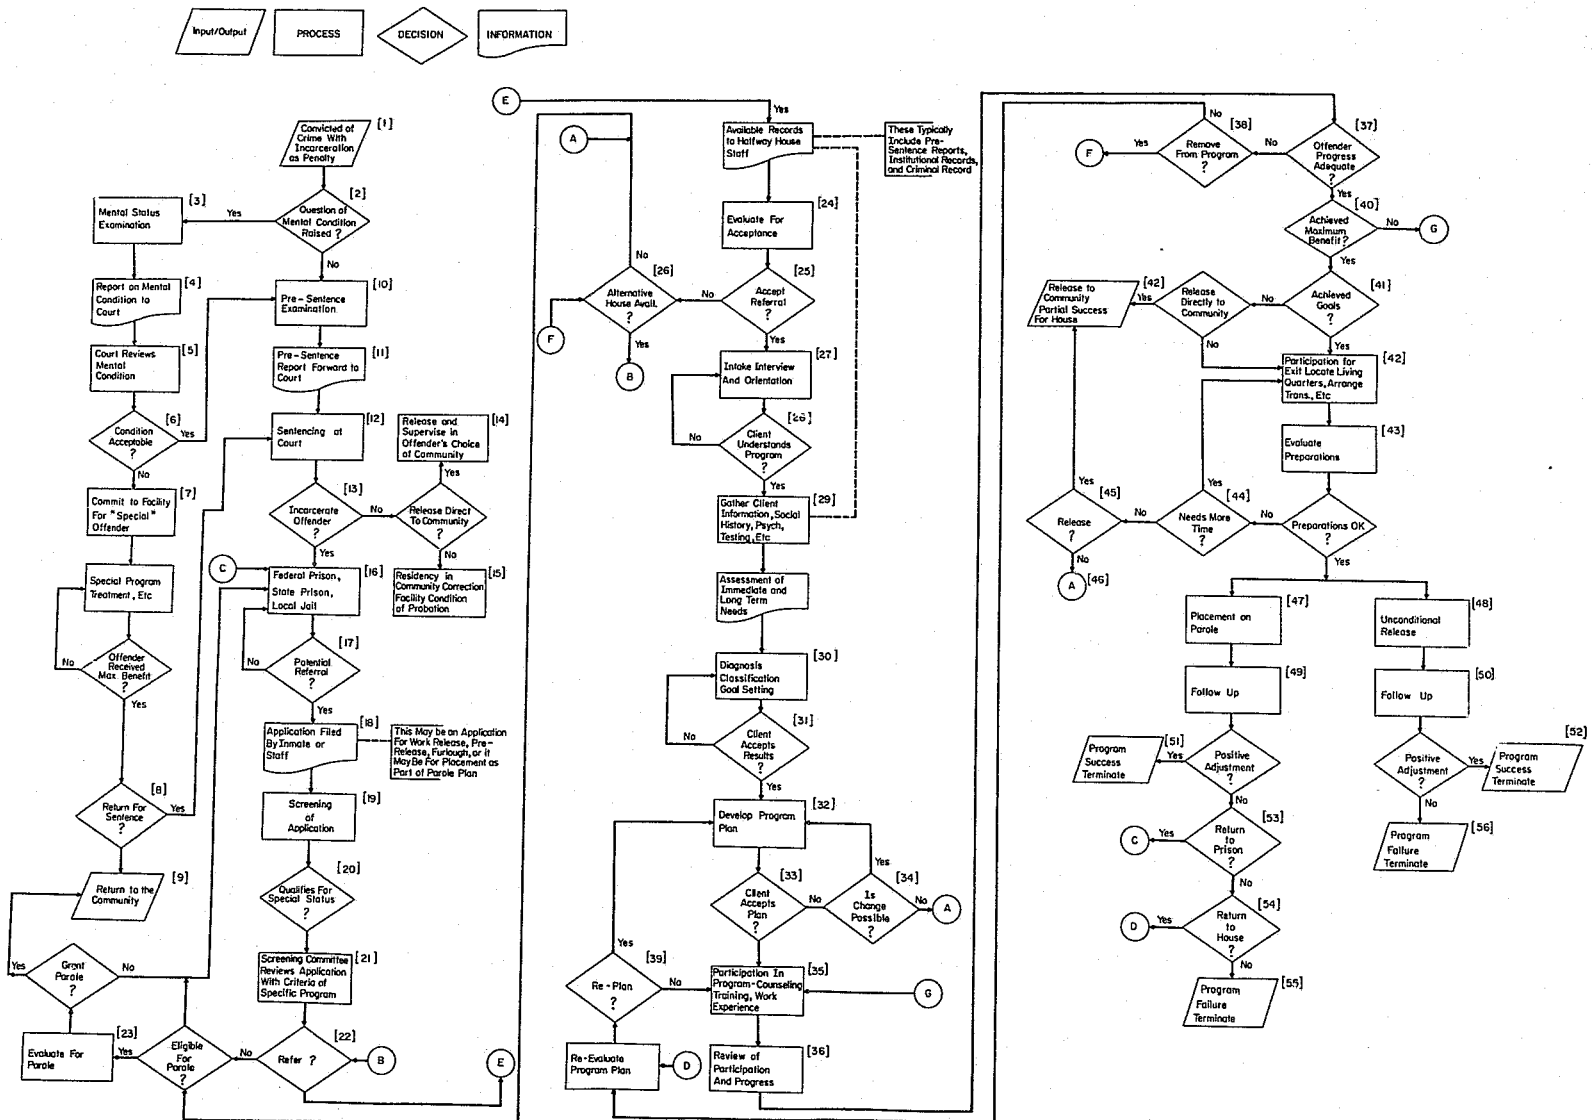 Input/Output
PROCESS
DECISION
INFORMATION
[1]
Convicted of
Crime With
Incarceration
as Penalty
[2]
Question of
Mental Condition
Raised ?
Yes
No
[3]
Mental Status
Examination
[4]
Report on Mental
Condition to
Court
[5]
Court Reviews
Mental
Condition
[6]
Condition
Acceptable
?
Yes
No
[7]
Commit to Facility
For "Special"
Offender
Special Program
Treatment, Etc
Offender
Received
Max. Benefit
?
No
Yes
[8]
Return For
Sentence
?
Yes
[9]
Return to the
Community
Grant
Parole
?
Yes
No
[23]
Evaluate For
Parole
Eligible
For
Parole
?
Yes
No
[10]
Pre-Sentence
Examination
[11]
Pre-Sentence
Report Forward to
Court
[12]
Sentencing at
Court
[13]
Incarcerate
Offender
?
No
Yes
[14]
Release and
Supervise in
Offender's Choice
of Community
Yes
Release Direct
To Community
?
No
[15]
Residency in
Community Correction
Facility Condition
of Probation
C
[16]
Federal Prison,
State Prison,
Local Jail
[17]
Potential
Referral
?
No
Yes
[18]
Application Filed
By Inmate or
Staff
This May be an Application
For Work Release, Pre-
Release, Furlough, or it
May Be For Placement as
Part of Parole Plan
[19]
Screening
of
Application
[20]
Qualifies For
Special Status
?
Yes
[21]
Screening Committee
Reviews Application
With Criteria of
Specific Program
[22]
Refer ?
B
E
E
Yes
A
Available Records
to Halfway House
Staff
These Typically
Include Pre-
Sentence Reports,
Institutional Records,
and Criminal Record
[24]
Evaluate For
Acceptance
[25]
Accept
Referral
?
No
Yes
[26]
Alternative
House Avail.
?
No
Yes
F
B
[27]
Intake Interview
And Orientation
[26]
Client
Understands
Program ?
No
Yes
[29]
Gather Client
Information, Social
History, Psych,
Testing, Etc
Assessment of
Immediate and
Long Term
Needs
[30]
Diagnosis
Classification
Goal Setting
[31]
Client
Accepts
Results
?
No
Yes
[32]
Develop Program
Plan
[33]
Client
Accepts
Plan
?
No
Yes
[34]
Is
Change
Possible
?
Yes
No
A
[35]
Participation In
Program-Counseling
Training, Work
Experience
G
[39]
Re-Plan
?
Yes
No
Re-Evaluate
Program Plan
D
[36]
Review of
Participation
And Progress
[37]
Offender
Progress
Adequate
?
No
Yes
[38]
Remove
From Program
?
No
Yes
F
[40]
Achieved
Maximum
Benefit?
No
G
Yes
[41]
Achieved
Goals
?
No
Yes
Release
Directly to
Community
Yes
No
[42]
Release to
Community
Partial Success
For House
[42]
Participation for
Exit Locate Living
Quarters, Arrange
Trans., Etc
[43]
Evaluate
Preparations
Preparations OK
?
No
Yes
[44]
Needs More
Time ?
Yes
No
[45]
Release
?
Yes
No
A
[46]
[47]
Placement on
Parole
[48]
Unconditional
Release
[49]
Follow Up
[50]
Follow Up
Positive
Adjustment
?
Yes
No
[51]
Program
Success
Terminate
Positive
Adjustment
?
Yes
No
[52]
Program
Success
Terminate
[53]
Return
to
Prison
?
Yes
No
C
[54]
Return
to
House
?
Yes
No
D
[55]
Program
Failure
Terminate
[56]
Program
Failure
Terminate